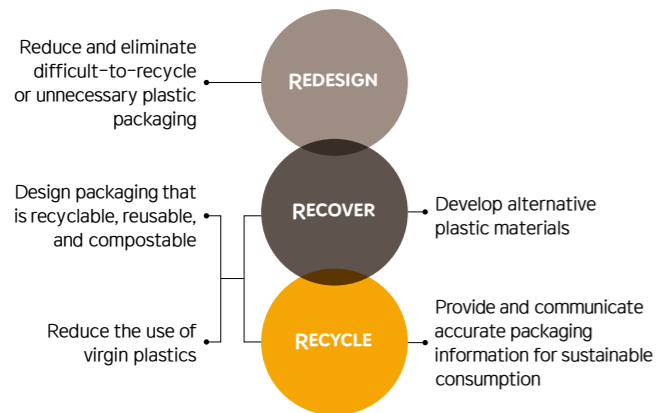 Reduce and eliminate
difficult-to-recycle
or unnecessary plastic
packaging
REDESIGN
Design packaging that
is recyclable, reusable,
and compostable
RECOVER
Develop alternative
plastic materials
Reduce the use of
virgin plastics
RECYCLE
Provide and communicate
accurate packaging
information for sustainable
consumption